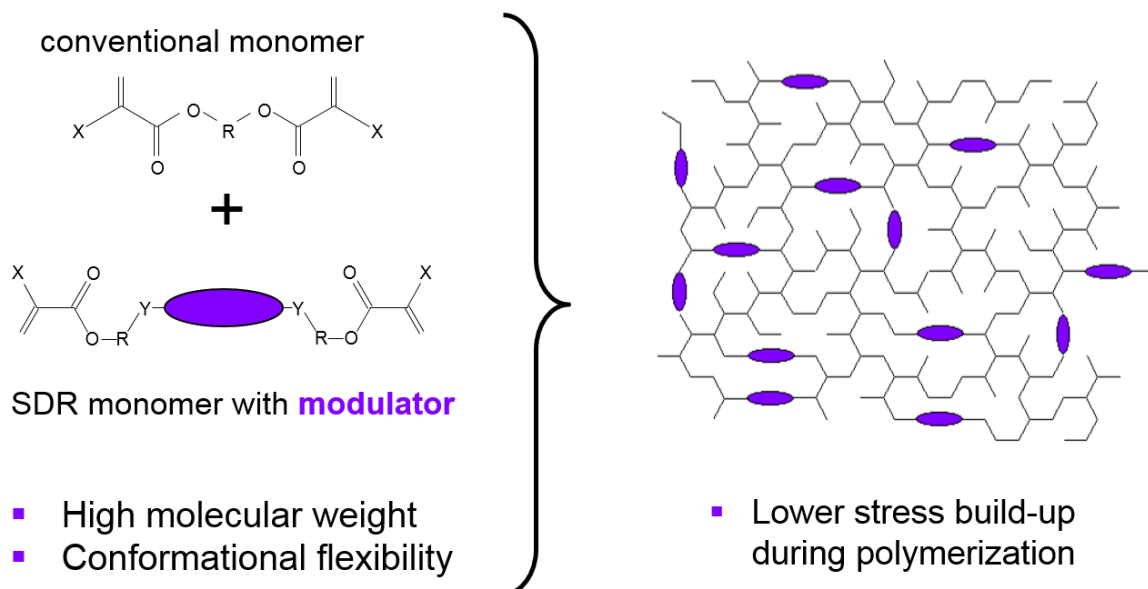 conventional monomer
X O O R O O X
+
X O O R Y Y R O O X
SDR monomer with modulator
▪ High molecular weight
▪ Conformational flexibility
▪ Lower stress build-up
during polymerization